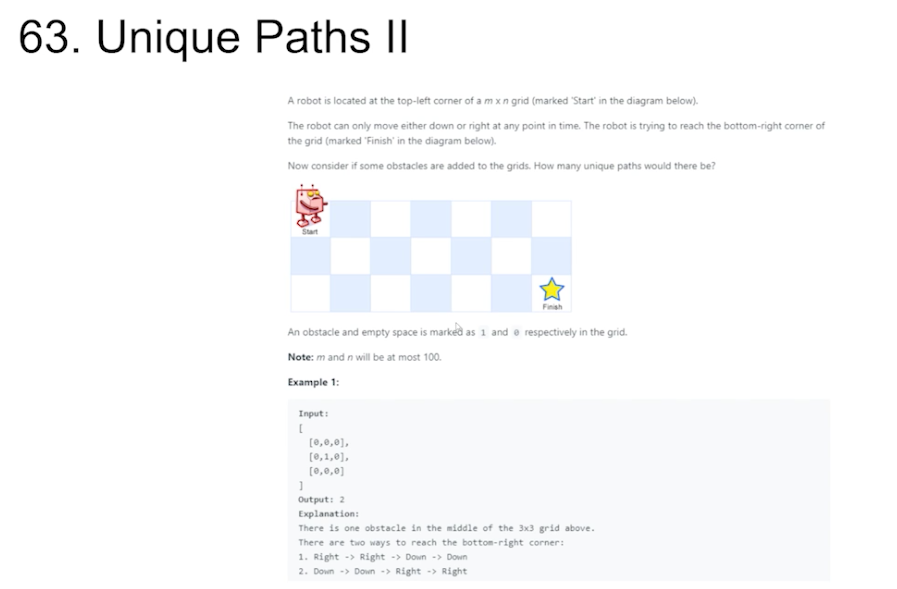 63. Unique Paths II
A robot is located at the top-left corner of a m x n grid (marked 'Start' in the diagram below).
The robot can only move either down or right at any point in time. The robot is trying to reach the bottom-right corner of
the grid (marked 'Finish' in the diagram below).
Now consider if some obstacles are added to the grids. How many unique paths would there be?
Start
Finish
An obstacle and empty space is marked as 1 and 0 respectively in the grid.
Note: m and n will be at most 100.
Example 1:
Input:
[
[0,0,0],
[0,1,0],
[0,0,0]
]
Output: 2
Explanation:
There is one obstacle in the middle of the 3x3 grid above.
There are two ways to reach the bottom-right corner:
1. Right -> Right -> Down -> Down
2. Down -> Down -> Right -> Right